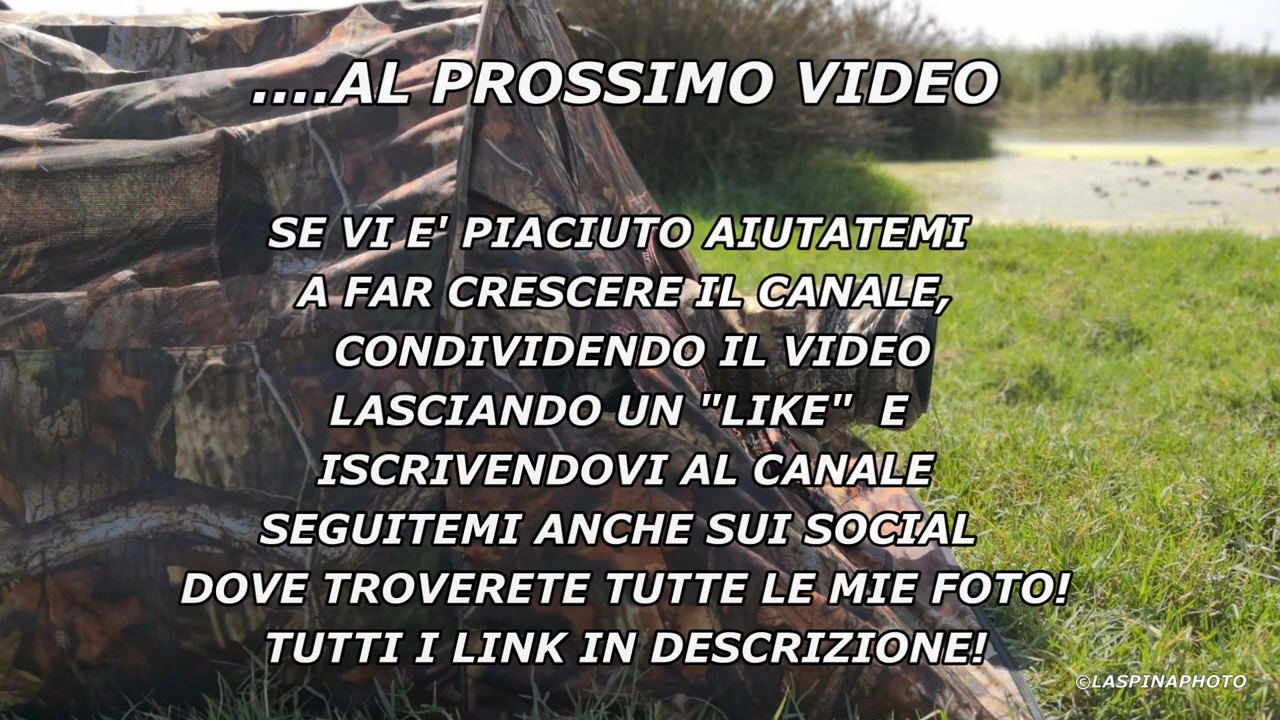 ....AL PROSSIMO VIDEO
SE VI E' PIACIUTO AIUTATEMI
A FAR CRESCERE IL CANALE,
CONDIVIDENDO IL VIDEO
LASCIANDO UN "LIKE"  E
ISCRIVENDOVI AL CANALE
SEGUITEMI ANCHE SUI SOCIAL
DOVE TROVERETE TUTTE LE MIE FOTO!
TUTTI I LINK IN DESCRIZIONE!
©LASPINAPHOTO